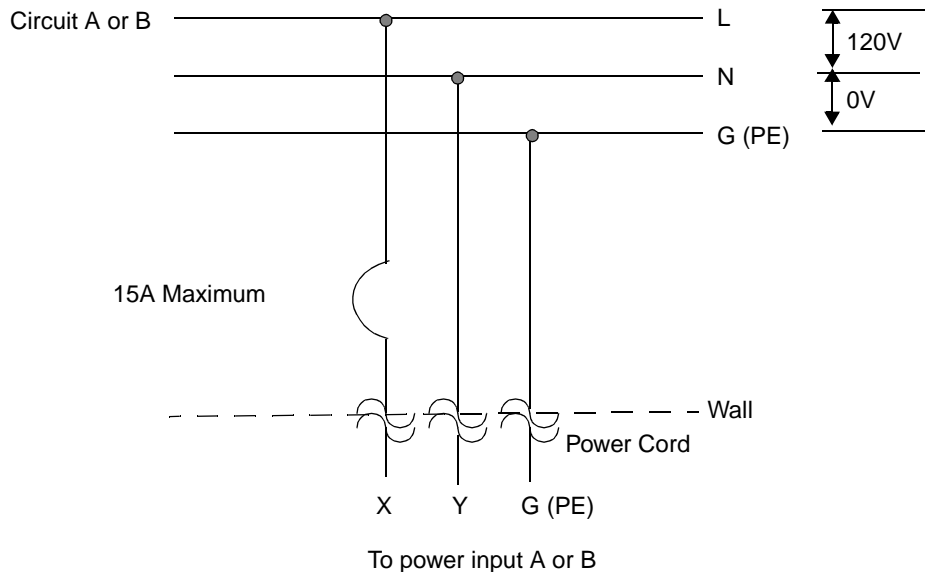 Circuit A or B
L
120V
N
0V
G (PE)
15A Maximum
Wall
Power Cord
X Y G (PE)
To power input A or B